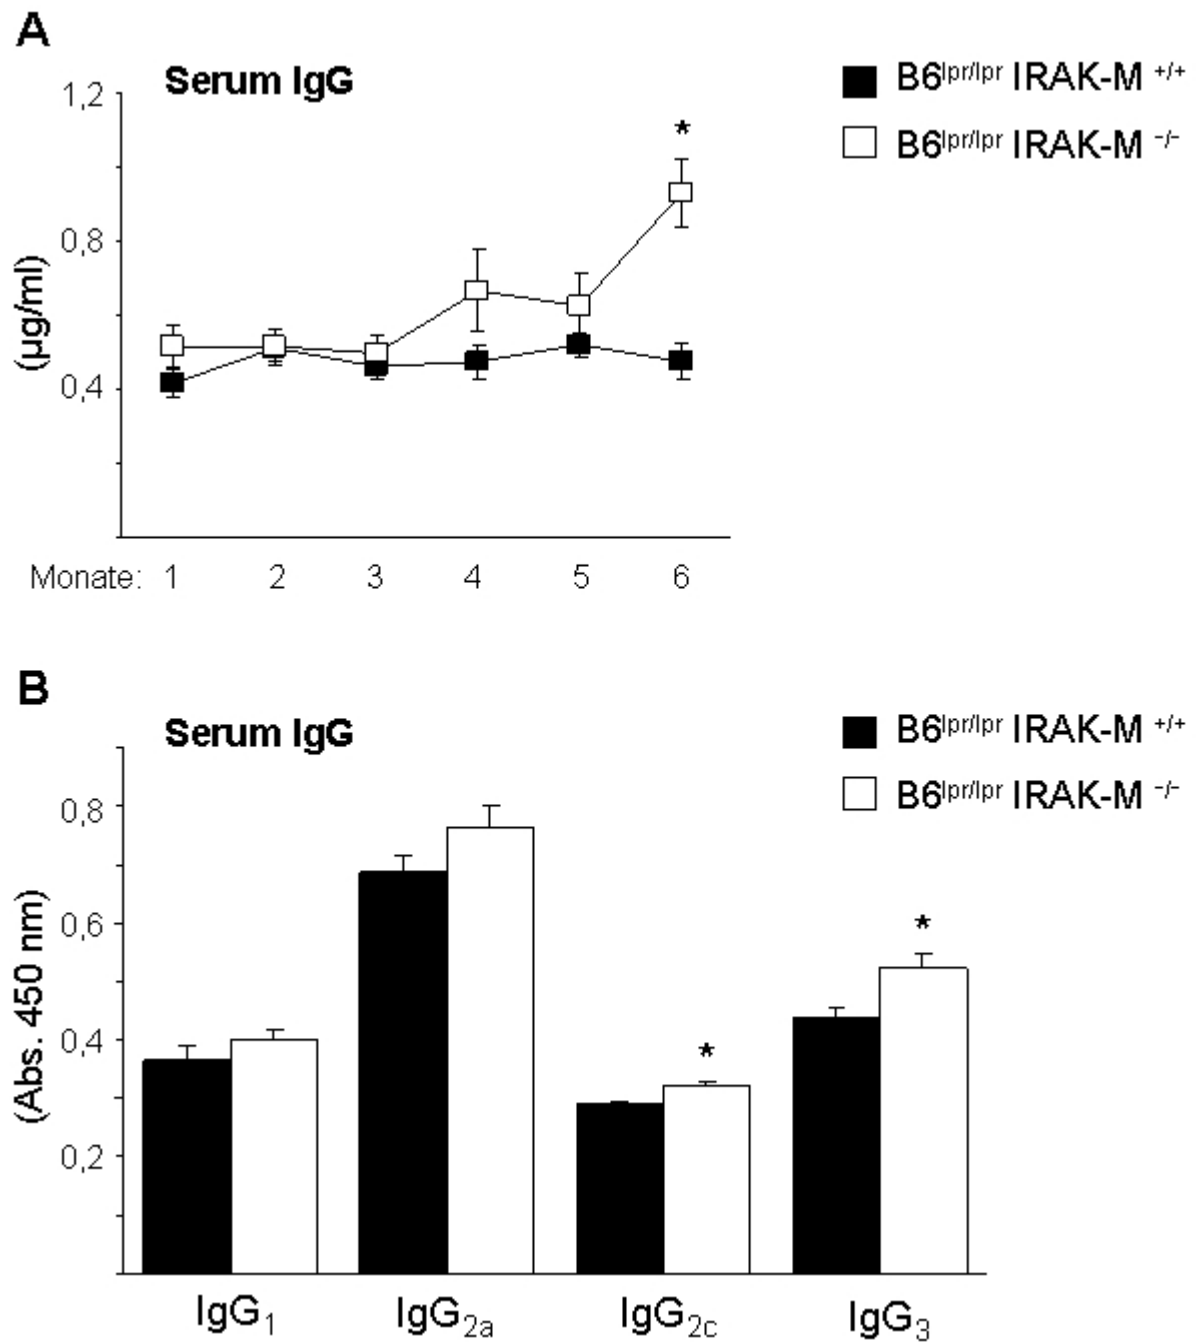 A
Serum IgG
B6lpr/lpr IRAK-M +/+
B6lpr/lpr IRAK-M -/-
1,2
0,8
0,4
(µg/ml)
*
Monate: 1 2 3 4 5 6
B
Serum IgG
B6lpr/lpr IRAK-M +/+
B6lpr/lpr IRAK-M -/-
0,8
0,6
0,4
0,2
(Abs. 450 nm)
*
*
IgG1 IgG2a IgG2c IgG3